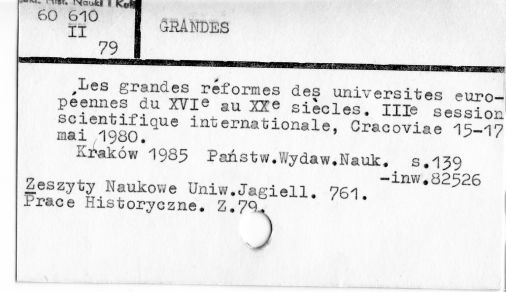 60 610
II
79
GRANDES
Les grandes réformes des universites euro-
péennes du XVIe au XXe siècles. IIIe session
scientifique internationale, Cracoviae 15-17
mai 1980.
Kraków 1985 Państw.Wydaw.Nauk. s.139
-inw.82526
Zeszyty Naukowe Uniw.Jagiell. 761.
Prace Historyczne. Z.79.